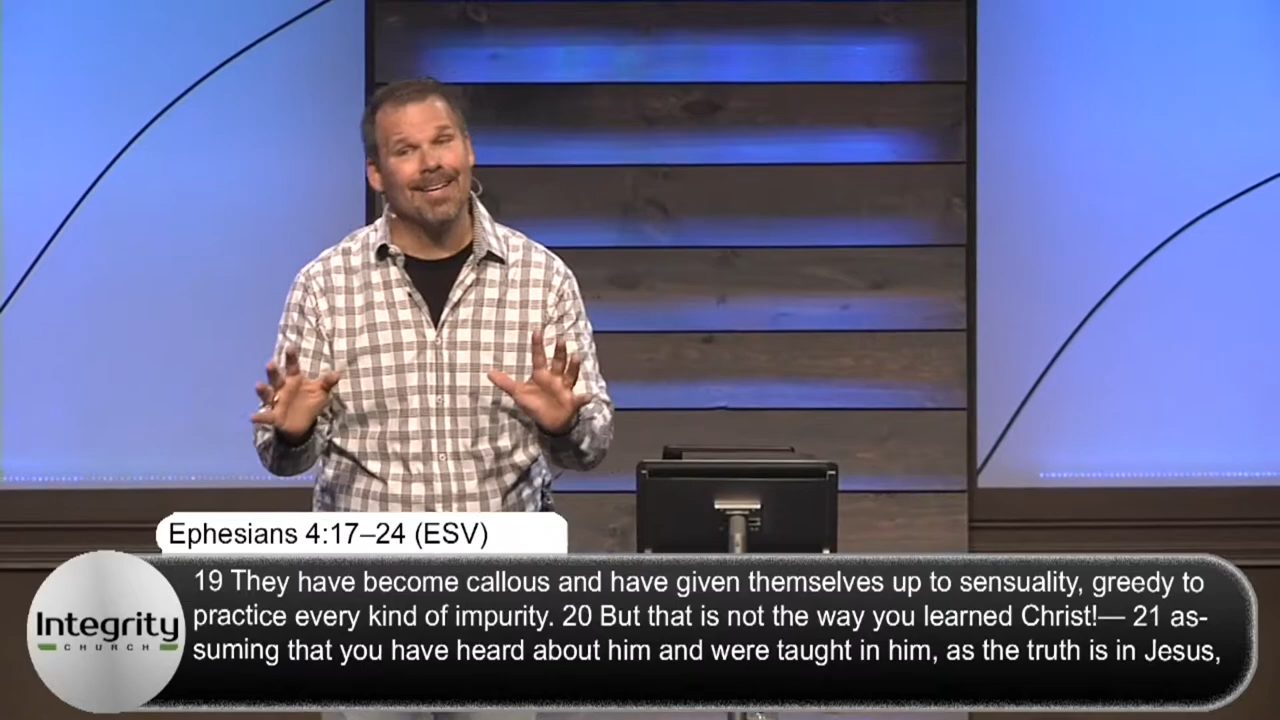 Ephesians 4:17–24 (ESV)
19 They have become callous and have given themselves up to sensuality, greedy to
practice every kind of impurity. 20 But that is not the way you learned Christ!— 21 as-
suming that you have heard about him and were taught in him, as the truth is in Jesus,
Integrity
CHURCH